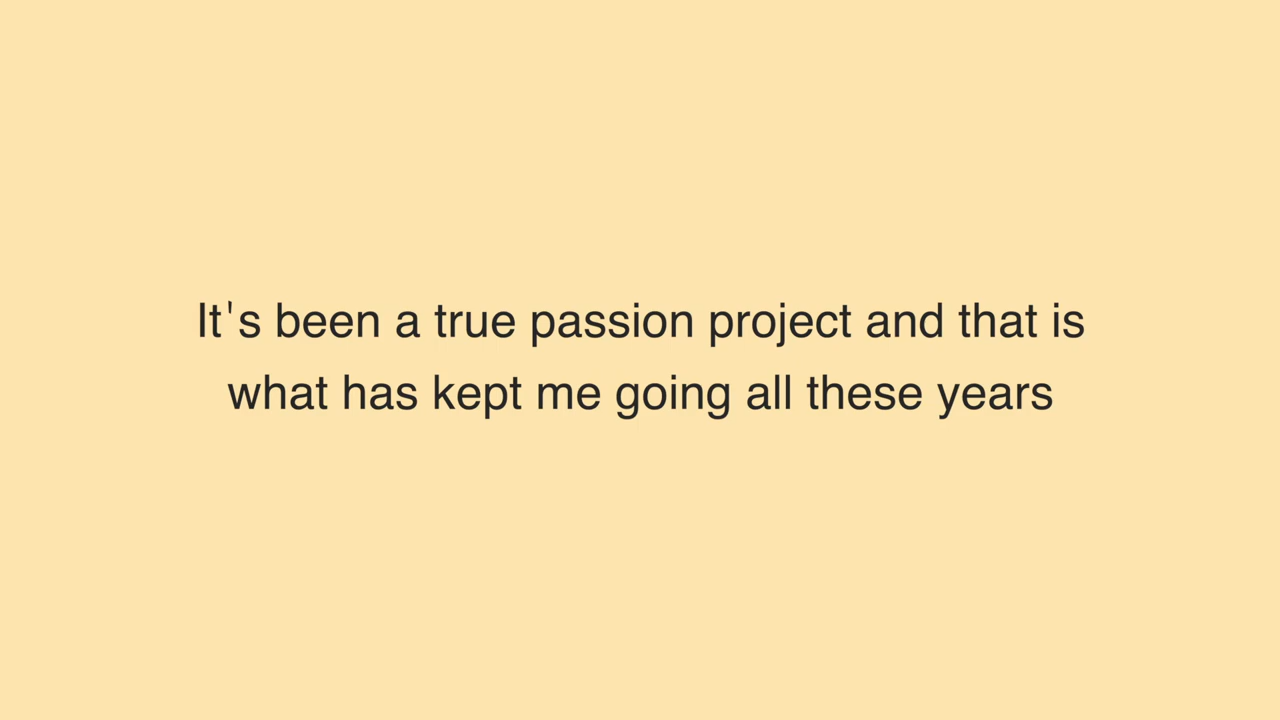 It's been a true passion project and that is
what has kept me going all these years